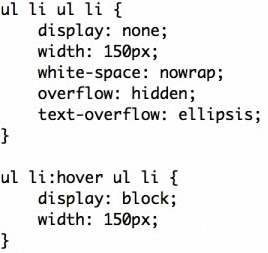 ul li ul li {
    display: none;
    width: 150px;
    white-space: nowrap;
    overflow: hidden;
    text-overflow: ellipsis;
}

ul li:hover ul li {
    display: block;
    width: 150px;
}